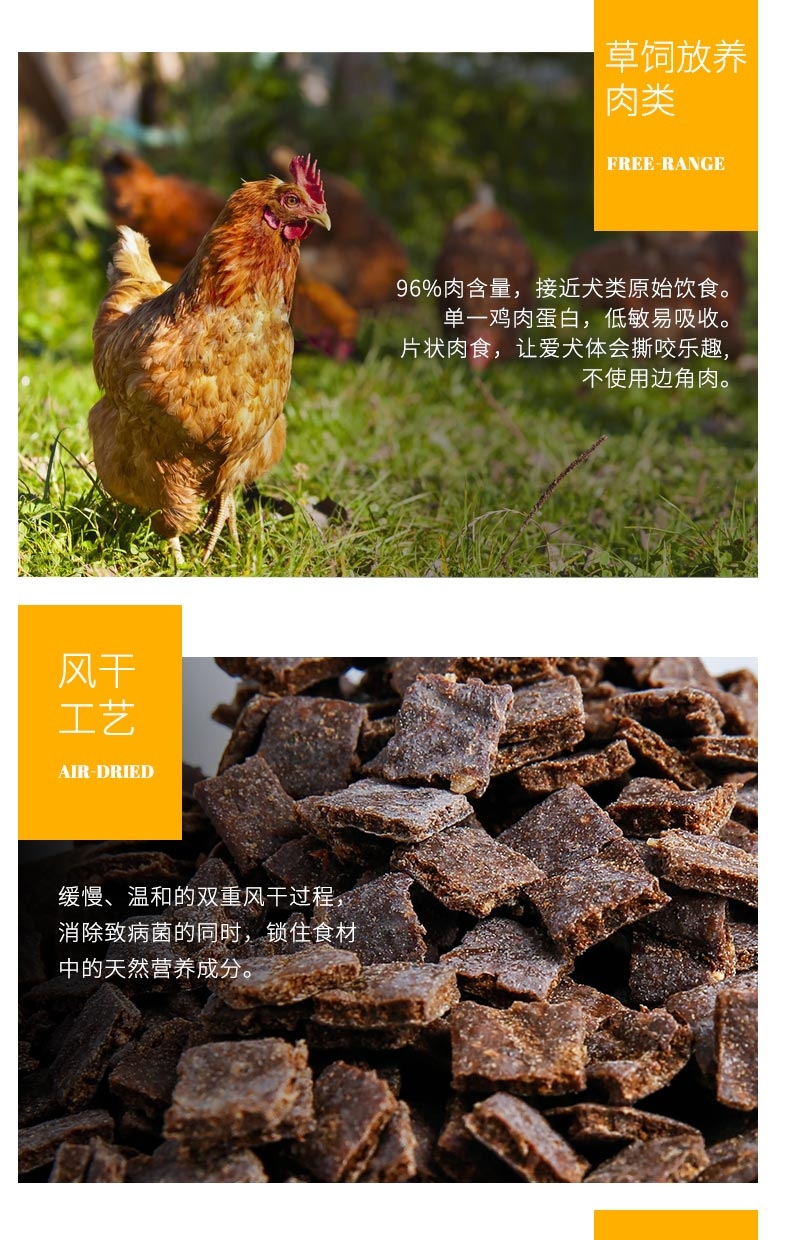 草饲放养
肉类
FREE-RANGE
96%肉含量，接近犬类原始饮食。
单一鸡肉蛋白，低敏易吸收。
片状肉食，让爱犬体会撕咬乐趣,
不使用边角肉。
风干
工艺
AIR-DRIED
缓慢、温和的双重风干过程，
消除致病菌的同时，锁住食材
中的天然营养成分。